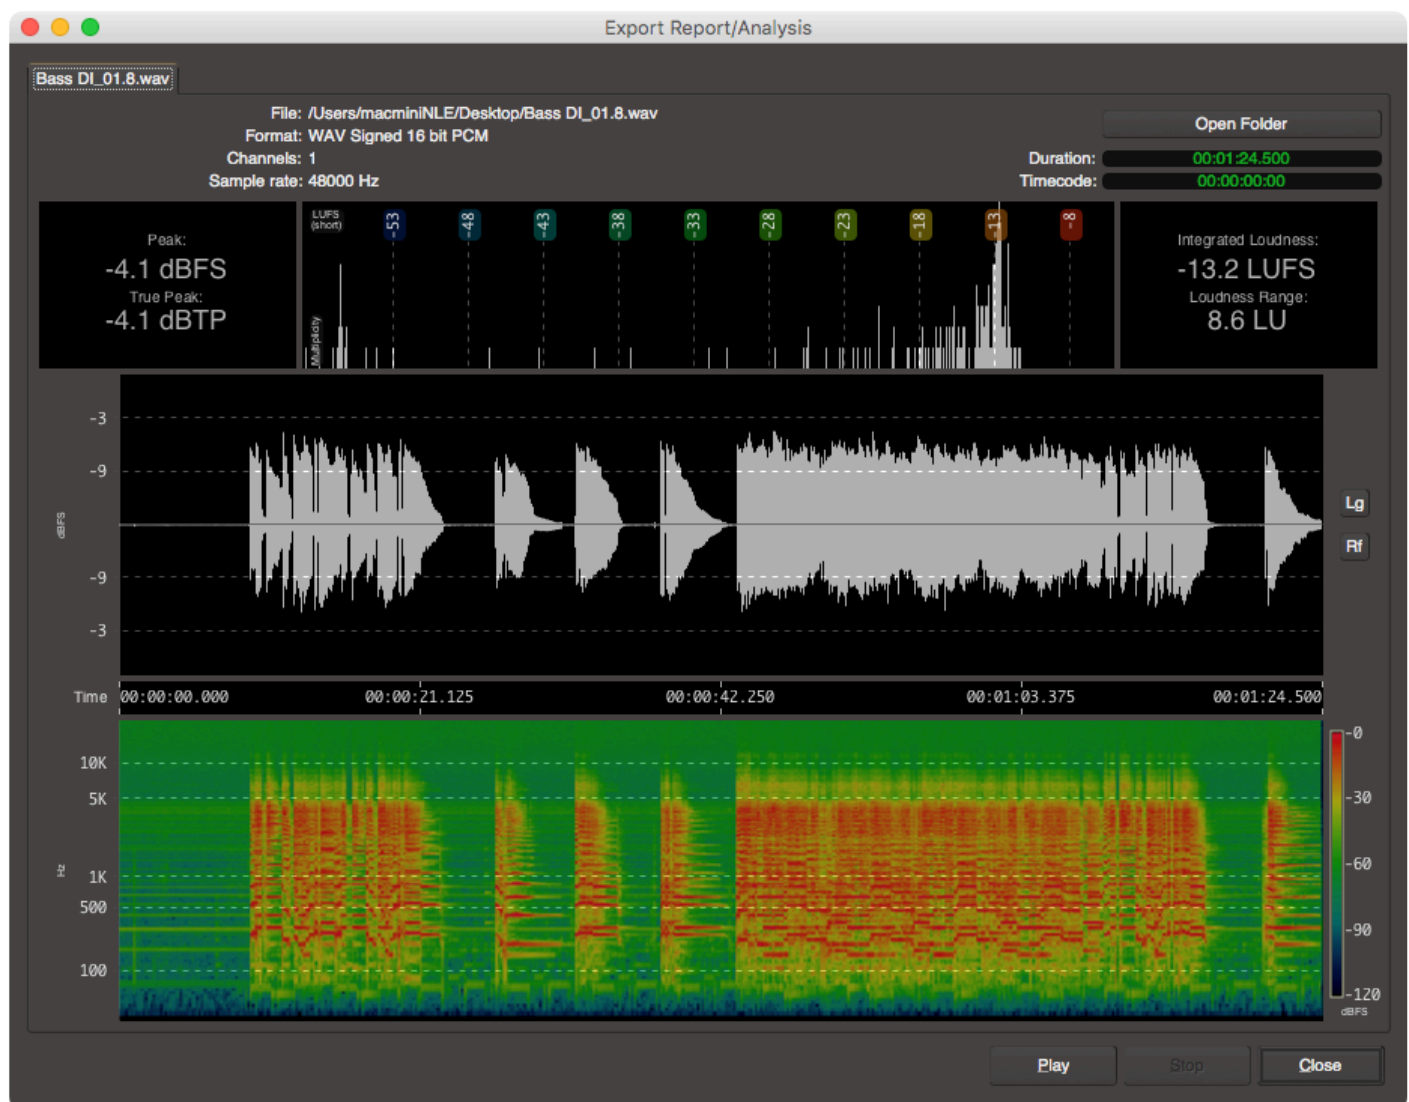 Export Report/Analysis
Bass DI_01.8.wav
File: /Users/macminiNLE/Desktop/Bass DI_01.8.wav
Format: WAV Signed 16 bit PCM
Channels: 1
Sample rate: 48000 Hz
Open Folder
Duration: 00:01:24.500
Timecode: 00:00:00:00
Peak:
-4.1 dBFS
True Peak:
-4.1 dBTP
LUFS
(short)
-53
-48
-43
-38
-33
-28
-23
-18
-13
-8
Multiplicity
Integrated Loudness:
-13.2 LUFS
Loudness Range:
8.6 LU
-3
-9
dBFS
-9
-3
Lg
Rf
Time 00:00:00.000 00:00:21.125 00:00:42.250 00:01:03.375 00:01:24.500
10K
5K
Hz
1K
500
100
-0
-30
-60
-90
-120
dBFS
Play
Stop
Close